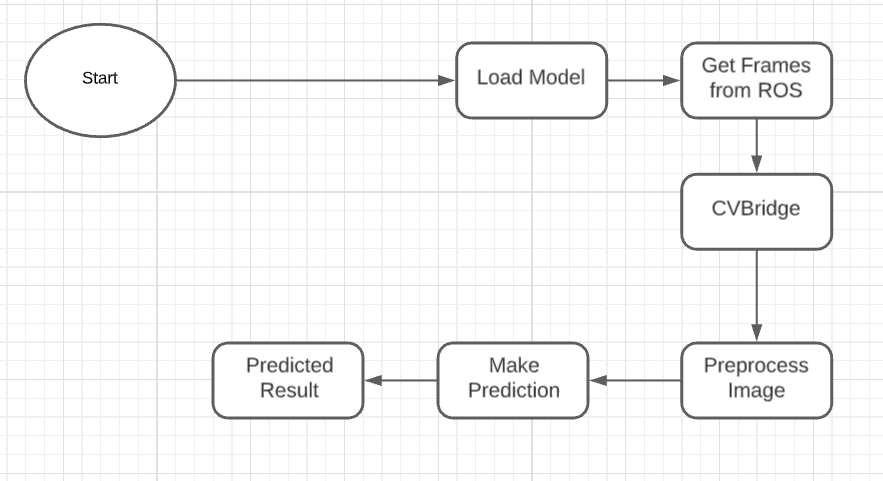 Start
Load Model
Get Frames
from ROS
CVBridge
Preprocess
Image
Make
Prediction
Predicted
Result